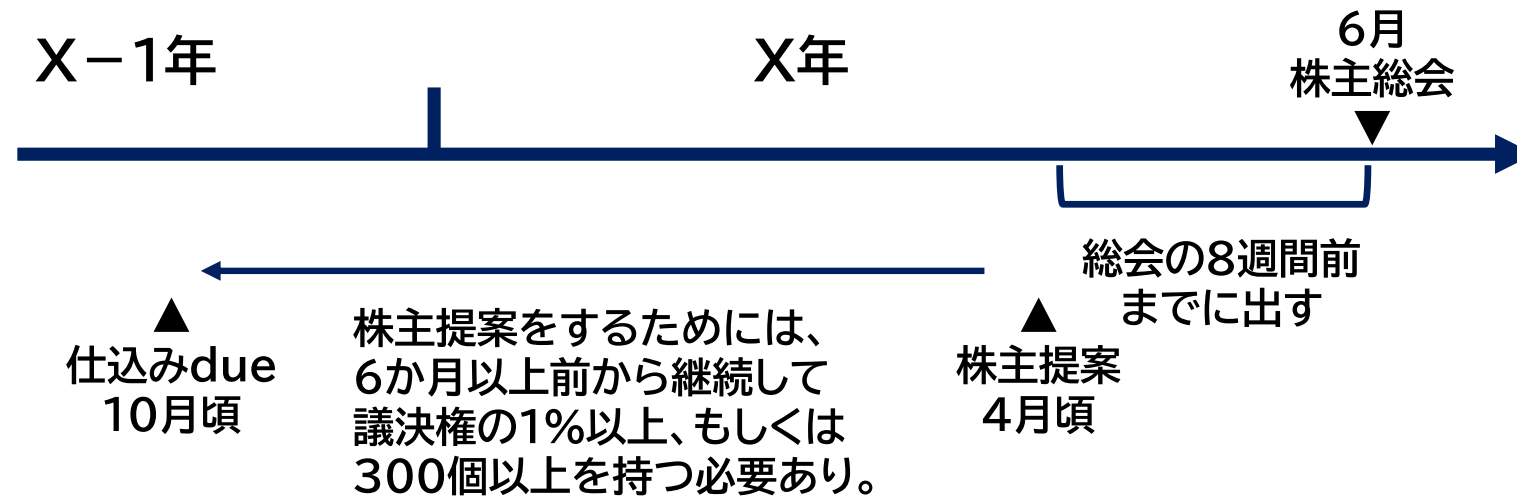 X－1年
X年
6月
株主総会
▼
総会の8週間前
までに出す
▲
仕込みdue
10月頃
株主提案をするためには、
6か月以上前から継続して
議決権の1%以上、もしくは
300個以上を持つ必要あり。
▲
株主提案
4月頃